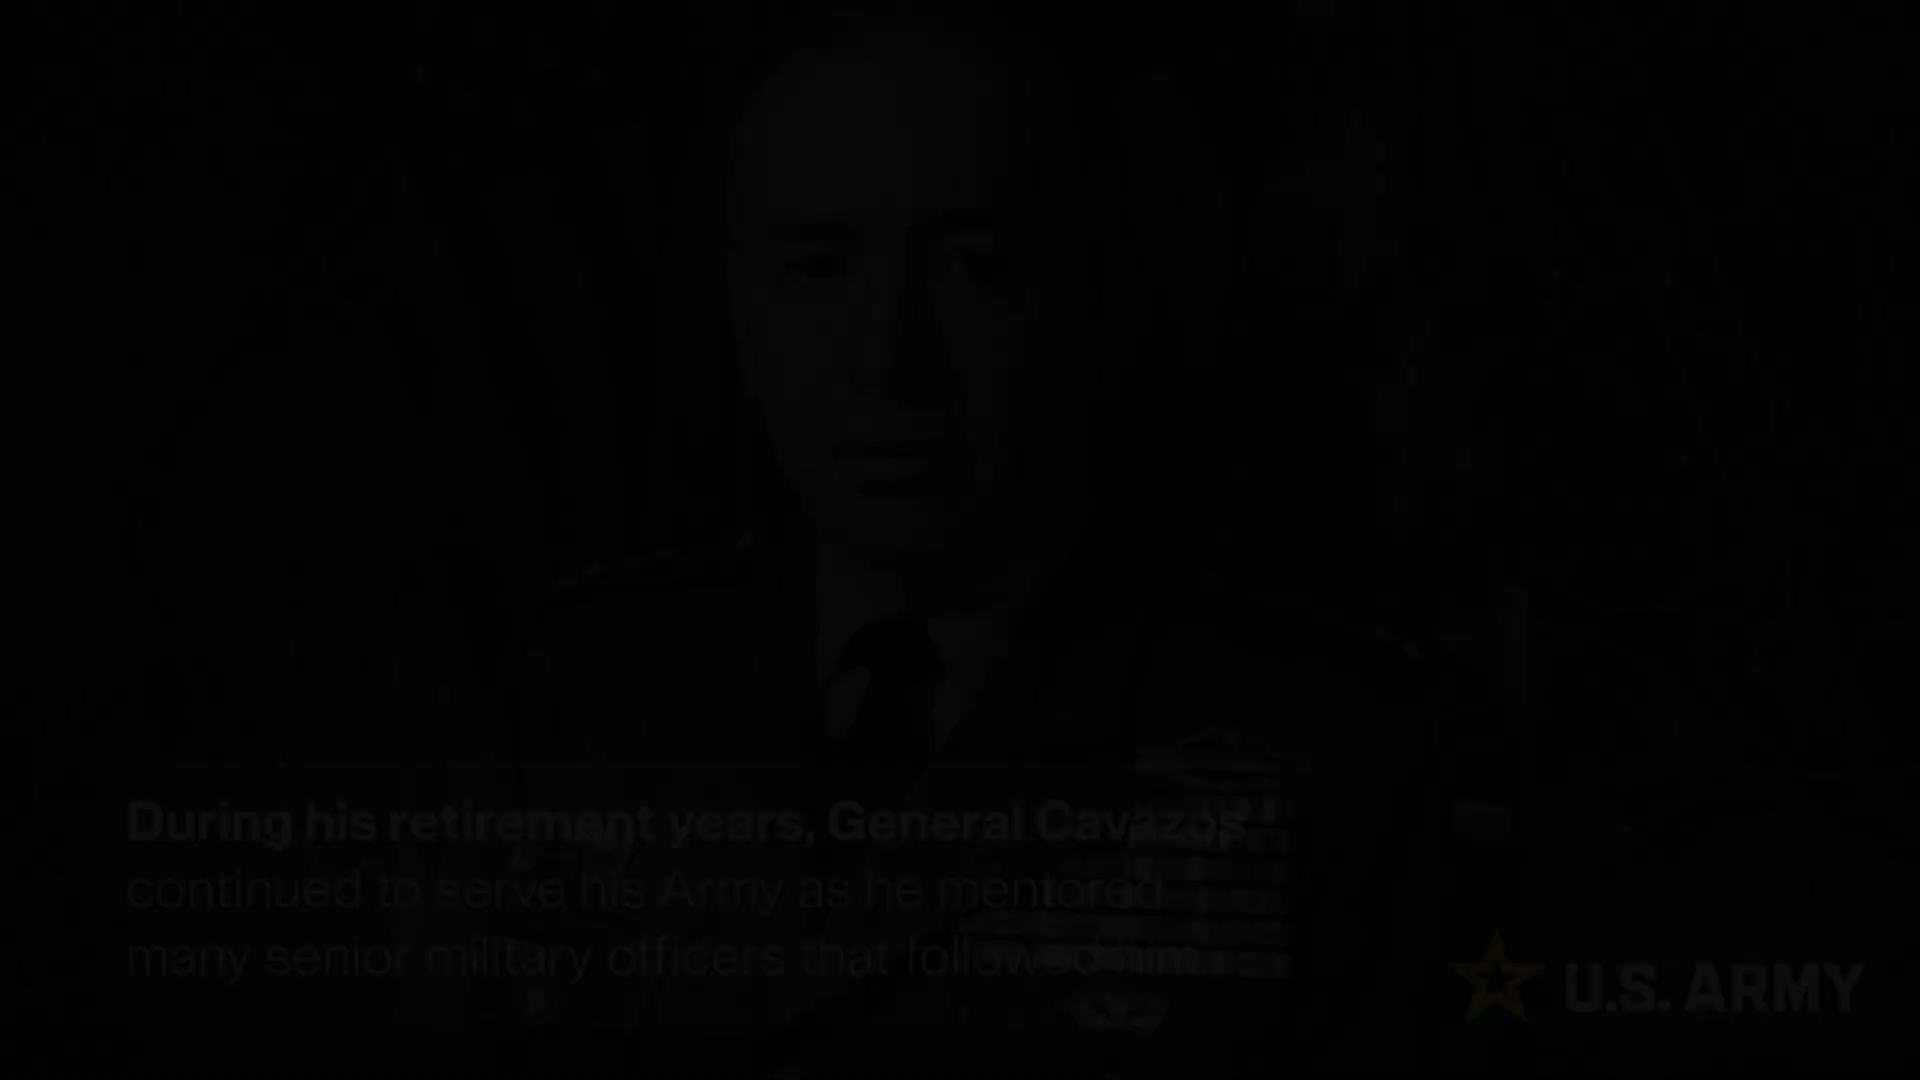 During his retirement years, General Cavazos
continued to serve his Army as he mentored
many senior military officers that followed him.
U.S. ARMY